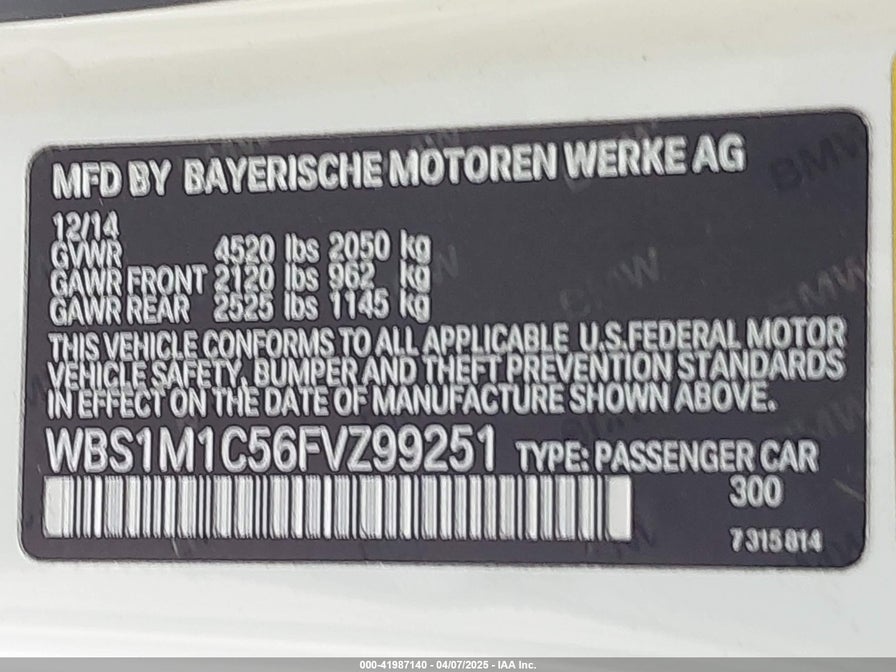 MFD BY BAYERISCHE MOTOREN WERKE AG
12/14
GVWR 4520 lbs 2050 kg
GAWR FRONT 2120 lbs 962 kg
GAWR REAR 2525 lbs 1145 kg
THIS VEHICLE CONFORMS TO ALL APPLICABLE U.S.FEDERAL MOTOR
VEHICLE SAFETY, BUMPER AND THEFT PREVENTION STANDARDS
IN EFFECT ON THE DATE OF MANUFACTURE SHOWN ABOVE.
WBS1M1C56FVZ99251 TYPE: PASSENGER CAR
300
7 315 814
000-41987140 - 04/07/2025 - IAA Inc.